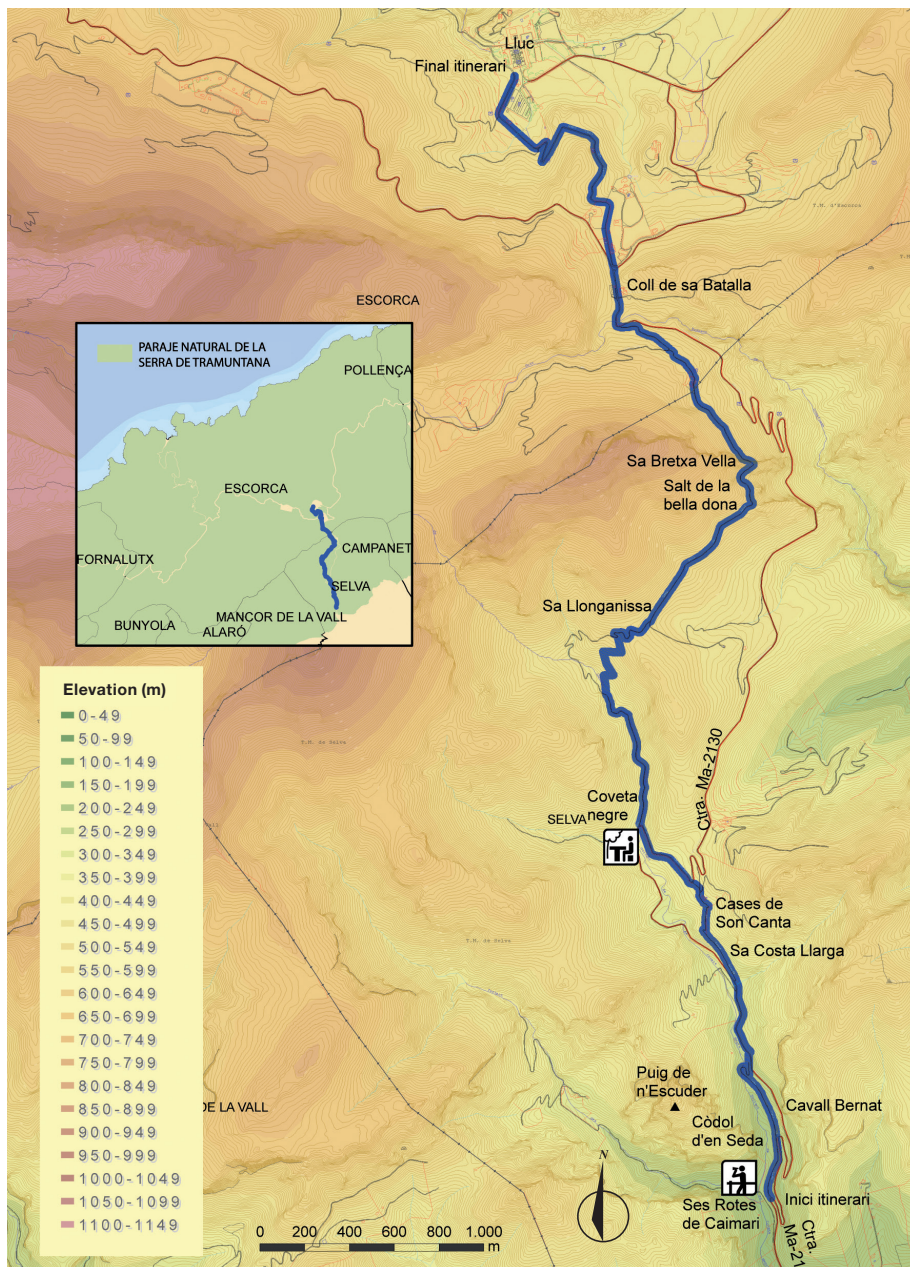 Lluc
Final itinerari
T.M. d'Escorca
Coll de sa Batalla
ESCORCA
PARAJE NATURAL DE LA
SERRA DE TRAMUNTANA
POLLENÇA
ESCORCA
CAMPANET
FORNALUTX
SELVA
MANCOR DE LA VALL
BUNYOLA
ALARÓ
Sa Bretxa Vella
Salt de la
bella dona
Sa Llonganissa
Elevation (m)
0-49
50-99
100-149
150-199
200-249
250-299
300-349
350-399
400-449
450-499
500-549
550-599
600-649
650-699
700-749
750-799
800-849
850-899
900-949
950-999
1000-1049
1050-1099
1100-1149
T.M. de Selva
Ctra. Ma-2130
Coveta
negre
SELVA
Cases de
Son Canta
Sa Costa Llarga
T.M. de Selva
Puig de
n'Escuder
Cavall Bernat
DE LA VALL
Còdol
d'en Seda
N
Ses Rotes
de Caimari
Inici itinerari
Ctra.
Ma-21
0 200 400 600 800 1.000
m